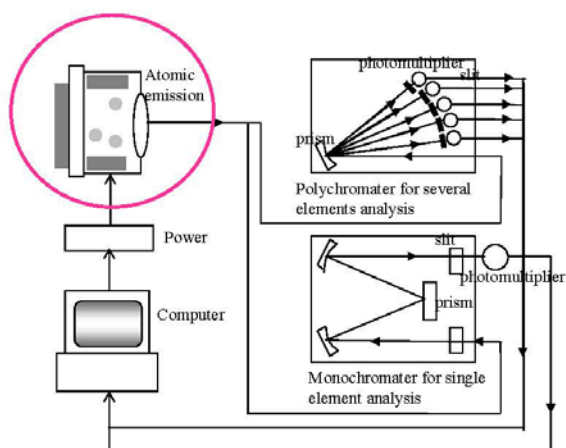 Atomic
emission
Power
Computer
photomultiplier
slit
prism
Polychromater for several
elements analysis
slit
photomultiplier
prism
Monochromater for single
element analysis